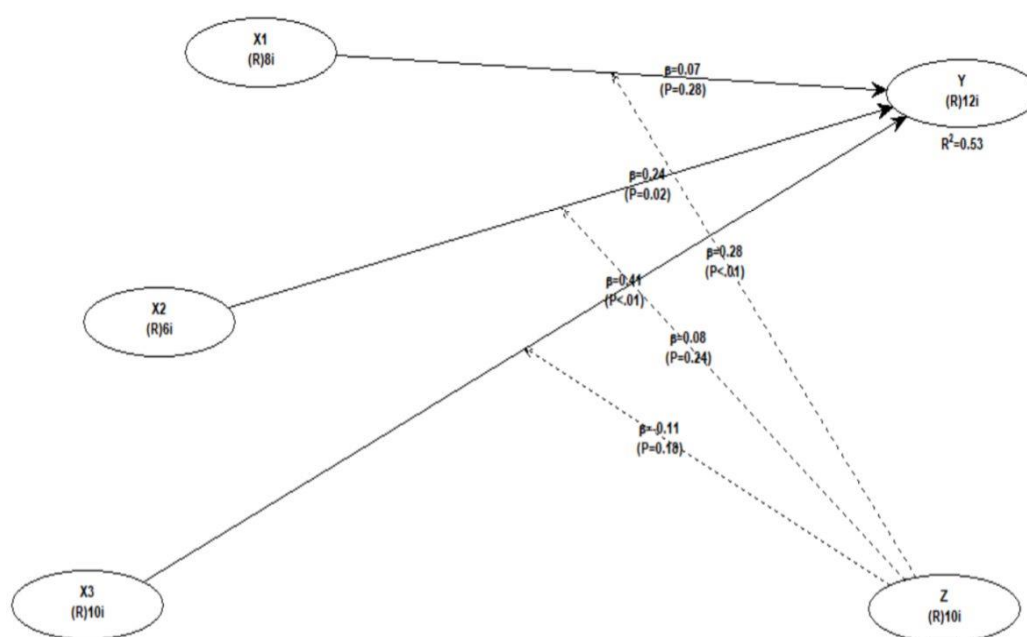 X1
(R)8i
β=0.07
(P=0.28)
Y
(R)12i
R²=0.53
β=0.24
(P=0.02)
β=0.28
(P<.01)
β=0.41
(P<.01)
X2
(R)6i
β=0.08
(P=0.24)
β=-0.11
(P=0.18)
X3
(R)10i
Z
(R)10i